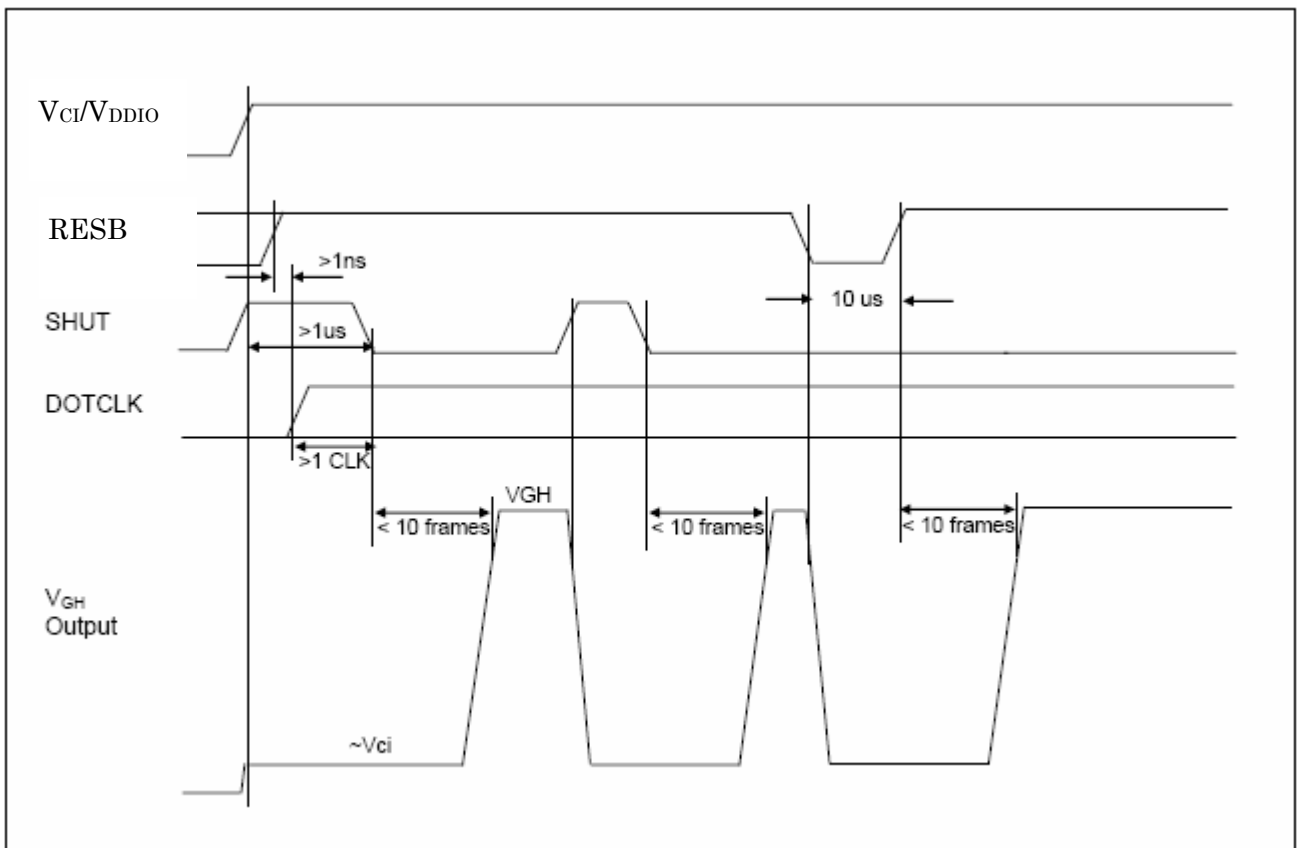 VCI/VDDIO
RESB
>1ns
10 us
SHUT
>1us
DOTCLK
>1 CLK
VGH
< 10 frames
< 10 frames
< 10 frames
VGH
Output
~Vci